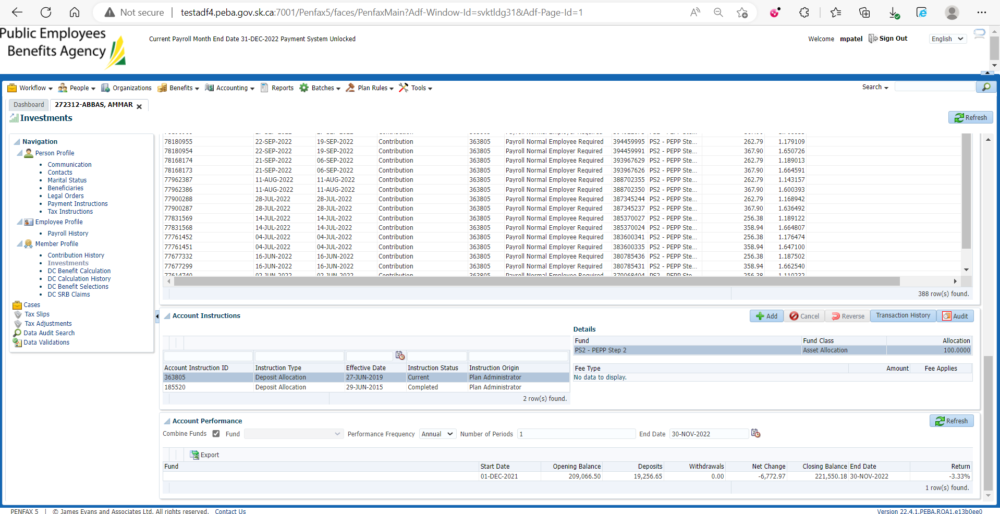 Not secure testadf4.peba.gov.sk.ca:7001/Penfax5/faces/PenfaxMain?Adf-Window-Id=svktldg31&Adf-Page-Id=1
Public Employees
Benefits Agency
Current Payroll Month End Date 31-DEC-2022 Payment System Unlocked
Welcome mpatel Sign Out English
Workflow People Organizations Benefits Accounting Reports Batches Plan Rules Tools Search
Dashboard 272312-ABBAS, AMMAR
Investments Refresh
Navigation
Person Profile
Communication
Contacts
Marital Status
Beneficiaries
Legal Orders
Payment Instructions
Tax Instructions
Employee Profile
Payroll History
Member Profile
Contribution History
Investments
DC Benefit Calculation
DC Calculation History
DC Benefit Selections
DC SRB Claims
Cases
Tax Slips
Tax Adjustments
Data Audit Search
Data Validations
78180955 22-SEP-2022 19-SEP-2022 Contribution 363805 Payroll Normal Employee Required 394459995 PS2 - PEPP Ste... 262.79 1.179109
78180954 22-SEP-2022 19-SEP-2022 Contribution 363805 Payroll Normal Employer Required 394459991 PS2 - PEPP Ste... 367.90 1.650726
78168174 21-SEP-2022 06-SEP-2022 Contribution 363805 Payroll Normal Employee Required 393967629 PS2 - PEPP Ste... 262.79 1.189013
78168173 21-SEP-2022 06-SEP-2022 Contribution 363805 Payroll Normal Employer Required 393967626 PS2 - PEPP Ste... 367.90 1.664591
77962387 11-AUG-2022 11-AUG-2022 Contribution 363805 Payroll Normal Employee Required 388702355 PS2 - PEPP Ste... 262.79 1.143157
77962386 11-AUG-2022 11-AUG-2022 Contribution 363805 Payroll Normal Employer Required 388702350 PS2 - PEPP Ste... 367.90 1.600393
77900288 28-JUL-2022 28-JUL-2022 Contribution 363805 Payroll Normal Employee Required 387345244 PS2 - PEPP Ste... 262.79 1.168942
77900287 28-JUL-2022 28-JUL-2022 Contribution 363805 Payroll Normal Employer Required 387345237 PS2 - PEPP Ste... 367.90 1.636492
77831569 14-JUL-2022 14-JUL-2022 Contribution 363805 Payroll Normal Employee Required 385370027 PS2 - PEPP Ste... 256.38 1.189122
77831568 14-JUL-2022 14-JUL-2022 Contribution 363805 Payroll Normal Employer Required 385370024 PS2 - PEPP Ste... 358.94 1.664807
77761452 04-JUL-2022 04-JUL-2022 Contribution 363805 Payroll Normal Employee Required 383600341 PS2 - PEPP Ste... 256.38 1.176474
77761451 04-JUL-2022 04-JUL-2022 Contribution 363805 Payroll Normal Employer Required 383600335 PS2 - PEPP Ste... 358.94 1.647100
77677332 16-JUN-2022 16-JUN-2022 Contribution 363805 Payroll Normal Employee Required 380785436 PS2 - PEPP Ste... 256.38 1.187502
77677299 16-JUN-2022 16-JUN-2022 Contribution 363805 Payroll Normal Employer Required 380785431 PS2 - PEPP Ste... 358.94 1.662540
388 row(s) found.
Account Instructions Add Cancel Reverse Transaction History Audit
Account Instruction ID Instruction Type Effective Date Instruction Status Instruction Origin
363805 Deposit Allocation 27-JUN-2019 Current Plan Administrator
185520 Deposit Allocation 29-JUN-2015 Completed Plan Administrator
2 row(s) found.
Details
Fund Fund Class Allocation
PS2 - PEPP Step 2 Asset Allocation 100.0000
Fee Type Amount Fee Applies
No data to display.
Account Performance Refresh
Combine Funds Fund Performance Frequency Annual Number of Periods 1 End Date 30-NOV-2022
Export
Fund Start Date Opening Balance Deposits Withdrawals Net Change Closing Balance End Date Return
01-DEC-2021 209,066.50 19,256.65 0.00 -6,772.97 221,550.18 30-NOV-2022 -3.33%
1 row(s) found.
PENFAX 5 | © James Evans and Associates Ltd. All rights reserved. Contact Us Version 22.4.1.PEBA.ROA1.e13b0ee0